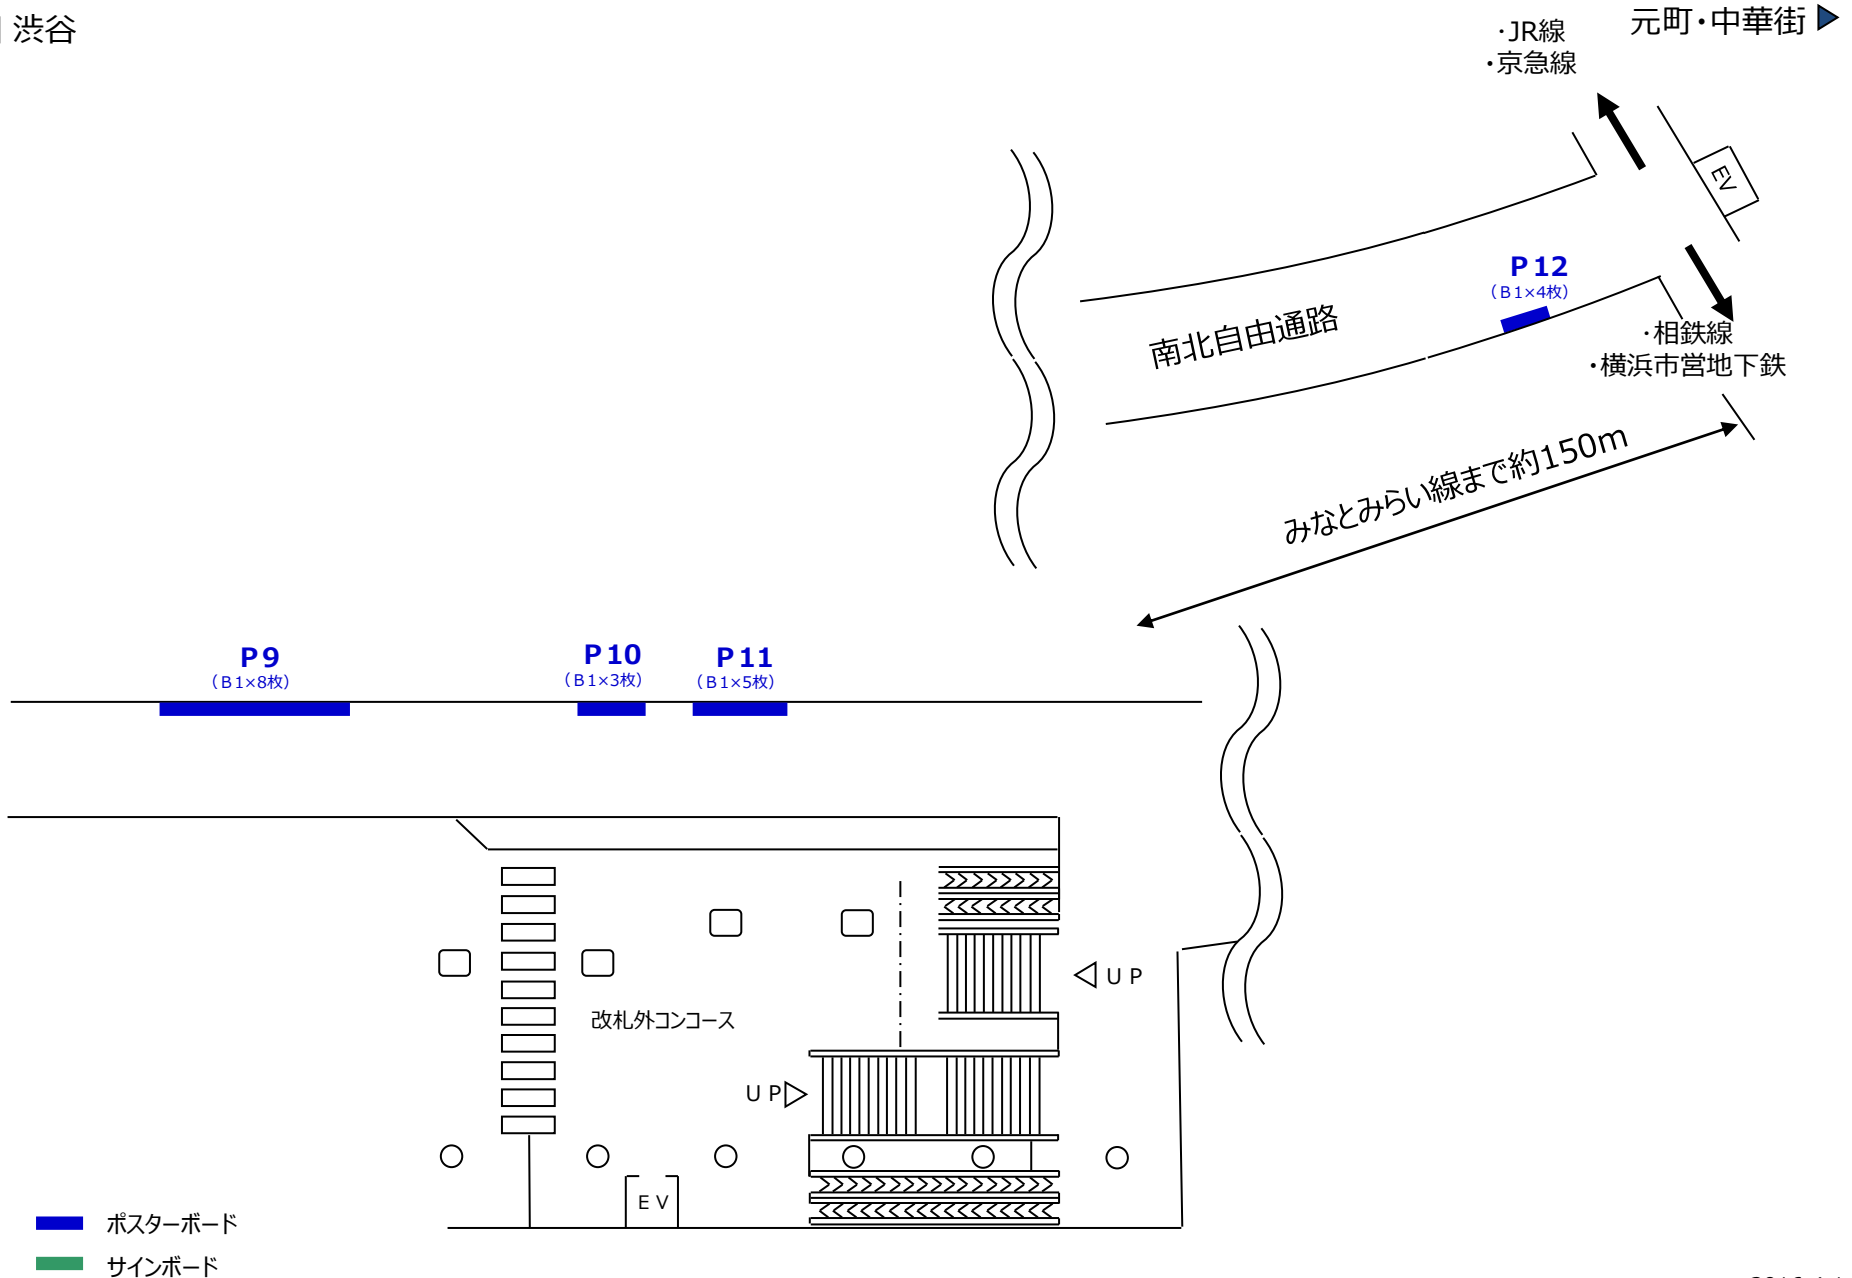 渋谷
元町・中華街
・JR線
・京急線
EV
P12
(B1×4枚)
南北自由通路
・相鉄線
・横浜市営地下鉄
みなとみらい線まで約150m
P9
(B1×8枚)
P10
(B1×3枚)
P11
(B1×5枚)
UP
改札外コンコース
UP
EV
ポスターボード
サインボード